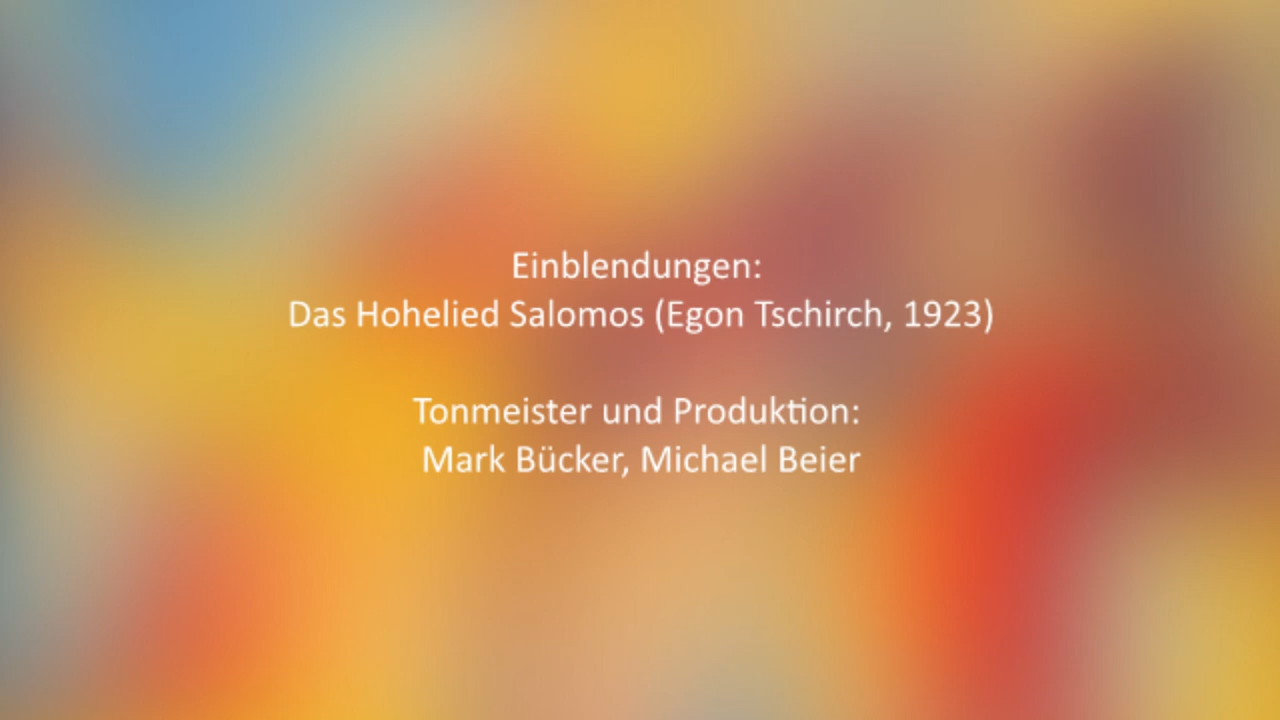 Einblendungen:
Das Hohelied Salomos (Egon Tschirch, 1923)
Tonmeister und Produktion:
Mark Bücker, Michael Beier